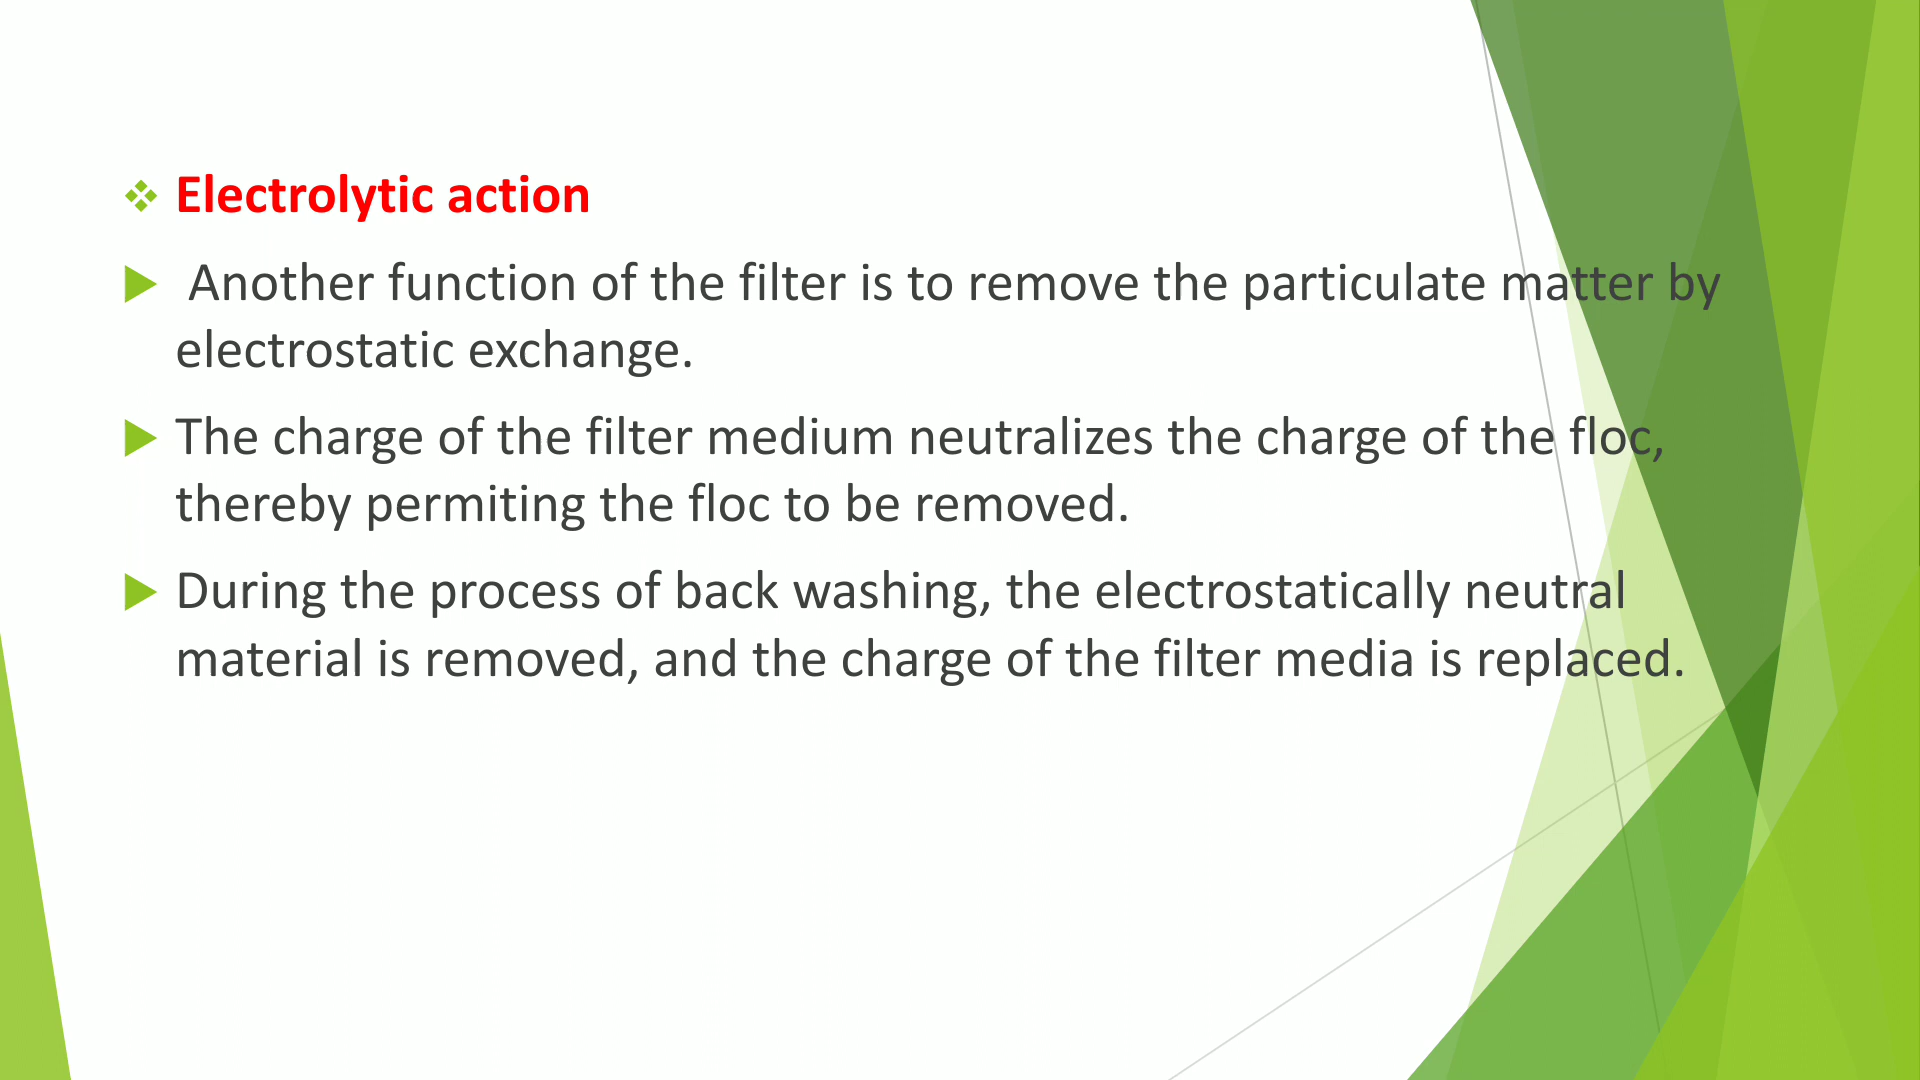 ❖ Electrolytic action
▶ Another function of the filter is to remove the particulate matter by
electrostatic exchange.
▶ The charge of the filter medium neutralizes the charge of the floc,
thereby permiting the floc to be removed.
▶ During the process of back washing, the electrostatically neutral
material is removed, and the charge of the filter media is replaced.